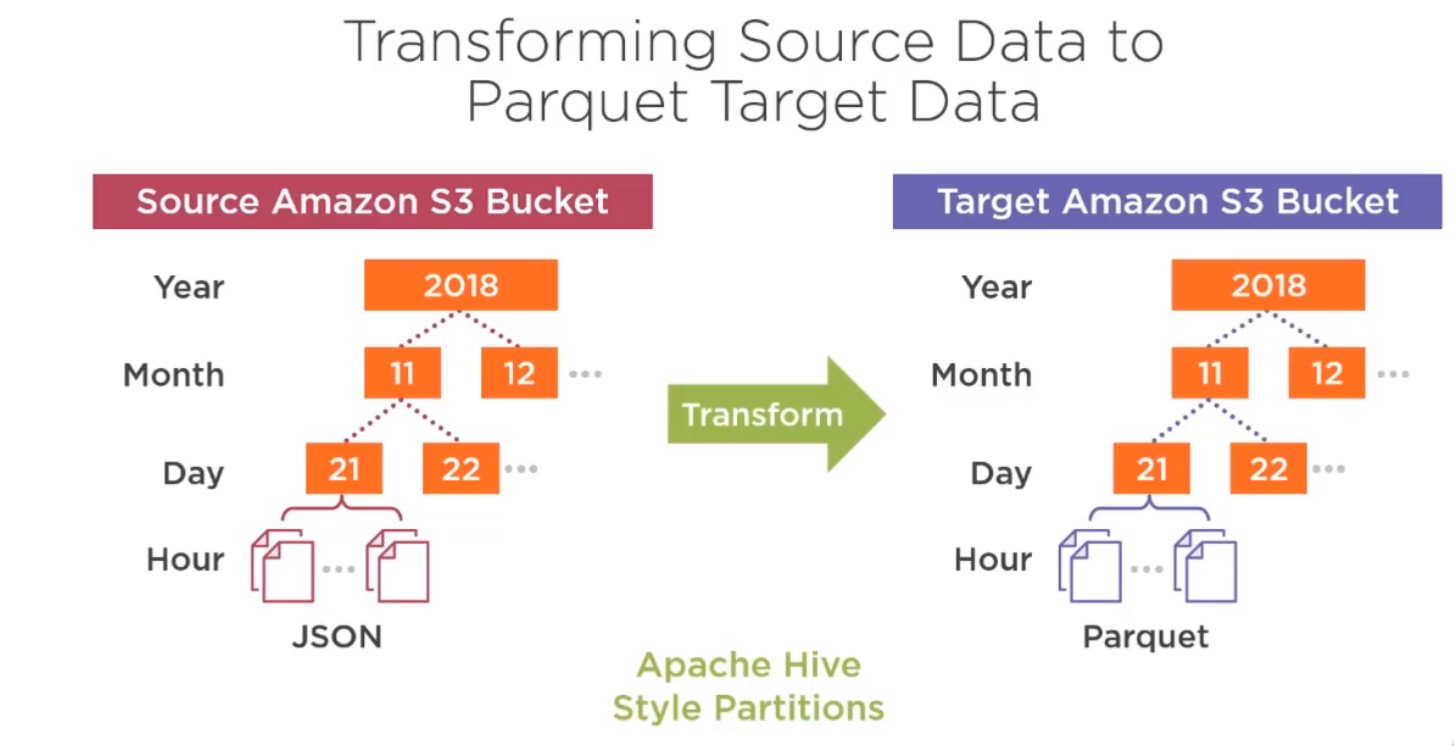 Transforming Source Data to
Parquet Target Data
Source Amazon S3 Bucket
Year
2018
Month
11
12
...
Day
21
22
...
Hour
...
JSON
Transform
Apache Hive
Style Partitions
Target Amazon S3 Bucket
Year
2018
Month
11
12
...
Day
21
22
...
Hour
...
Parquet